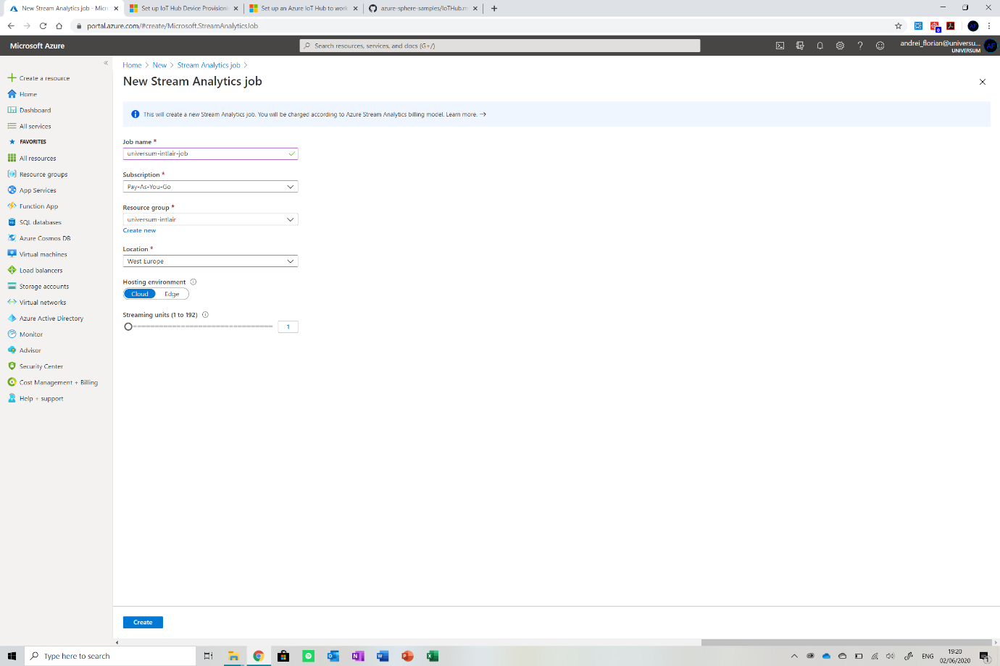 New Stream Analytics job - Micr
Set up IoT Hub Device Provisioni
Set up an Azure IoT Hub to work
azure-sphere-samples/IoTHub.m
portal.azure.com/#create/Microsoft.StreamAnalyticsJob
Microsoft Azure
Search resources, services, and docs (G+/)
andrei_florian@universu...
UNIVERSUM
AF
Create a resource
Home
Dashboard
All services
FAVORITES
All resources
Resource groups
App Services
Function App
SQL databases
Azure Cosmos DB
Virtual machines
Load balancers
Storage accounts
Virtual networks
Azure Active Directory
Monitor
Advisor
Security Center
Cost Management + Billing
Help + support
Home > New > Stream Analytics job >
New Stream Analytics job
This will create a new Stream Analytics job. You will be charged according to Azure Stream Analytics billing model. Learn more. →
Job name *
universum-intlair-job
Subscription *
Pay-As-You-Go
Resource group *
universum-intlair
Create new
Location *
West Europe
Hosting environment
Cloud Edge
Streaming units (1 to 192)
1
Create
Type here to search
ENG
19:20
02/06/2020